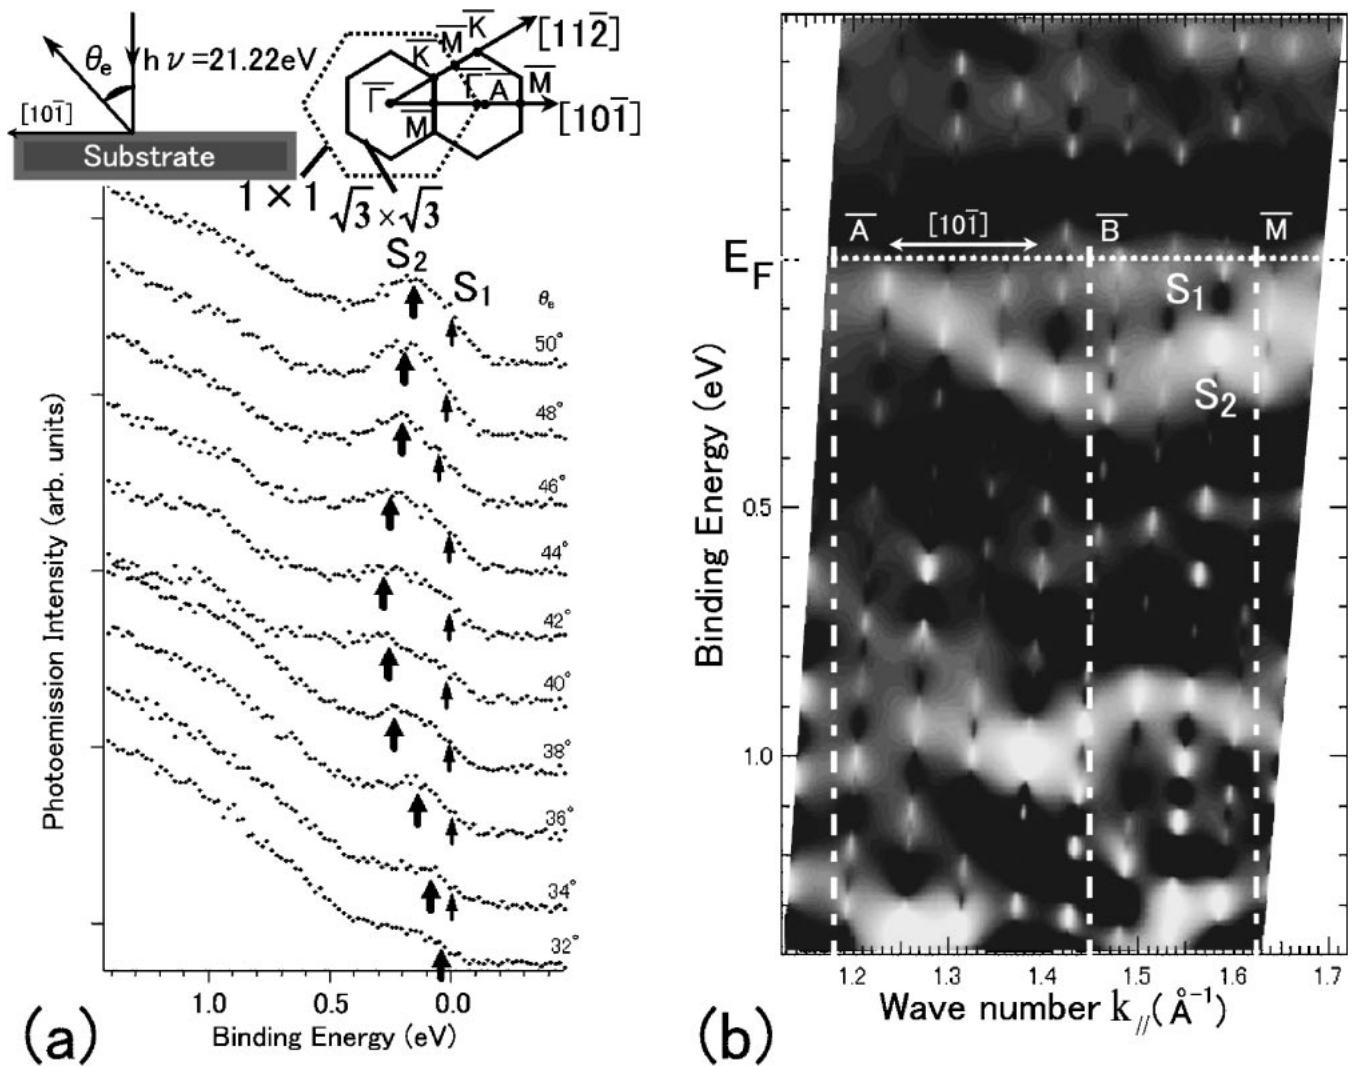 θe
hν=21.22eV
[101̄]
Substrate
1×1
√3×√3
Γ̄
K̄
M̄
K̄
[112̄]
M̄
Γ̄
Ā
M̄
[101̄]
S2
S1
θe
50°
48°
46°
44°
42°
40°
38°
36°
34°
32°
Photoemission Intensity (arb. units)
1.0 0.5 0.0
Binding Energy (eV)
(a)
Ā [101̄] B̄ M̄
EF
S1
S2
0.5
1.0
Binding Energy (eV)
1.2 1.3 1.4 1.5 1.6 1.7
Wave number k//(Å⁻¹)
(b)